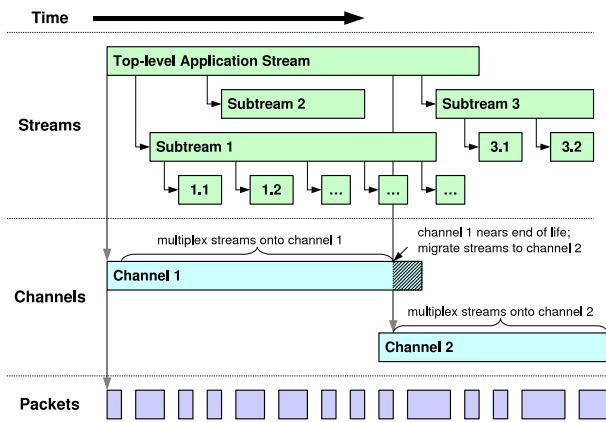 Time
Top-level Application Stream
Subtream 2
Subtream 3
Streams
Subtream 1
3.1
3.2
1.1
1.2
...
...
...
multiplex streams onto channel 1
channel 1 nears end of life;
migrate streams to channel 2
Channel 1
Channels
multiplex streams onto channel 2
Channel 2
Packets